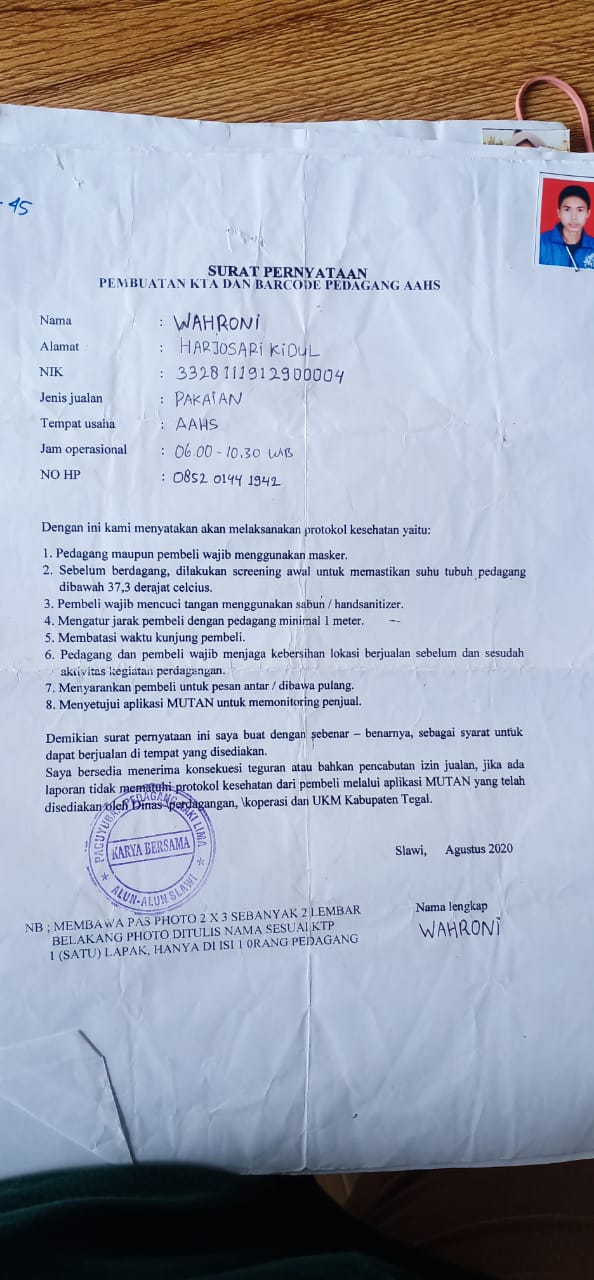 - 45
SURAT PERNYATAAN
PEMBUATAN KTA DAN BARCODE PEDAGANG AAHS
Nama : WAHRONI
Alamat : HARJOSARI KIDUL
NIK : 3328111912900004
Jenis jualan : PAKAIAN
Tempat usaha : AAHS
Jam operasional : 06.00 - 10.30 WIB
NO HP : 0852 0144 1942
Dengan ini kami menyatakan akan melaksanakan protokol kesehatan yaitu:
1. Pedagang maupun pembeli wajib menggunakan masker.
2. Sebelum berdagang, dilakukan screening awal untuk memastikan suhu tubuh pedagang
dibawah 37,3 derajat celcius.
3. Pembeli wajib mencuci tangan menggunakan sabun / handsanitizer.
4. Mengatur jarak pembeli dengan pedagang minimal 1 meter.
5. Membatasi waktu kunjung pembeli.
6. Pedagang dan pembeli wajib menjaga kebersihan lokasi berjualan sebelum dan sesudah
aktivitas kegiatan perdagangan.
7. Menyarankan pembeli untuk pesan antar / dibawa pulang.
8. Menyetujui aplikasi MUTAN untuk memonitoring penjual.
Demikian surat pernyataan ini saya buat dengan sebenar – benarnya, sebagai syarat untuk
dapat berjualan di tempat yang disediakan.
Saya bersedia menerima konsekuesi teguran atau bahkan pencabutan izin jualan, jika ada
laporan tidak mematuhi protokol kesehatan dari pembeli melalui aplikasi MUTAN yang telah
disediakan oleh Dinas \perdagangan, \koperasi dan UKM Kabupaten Tegal.
PAGUYUBAN PEDAGANG KAKI LIMA
KARYA BERSAMA
ALUN-ALUN SLAWI
Slawi, Agustus 2020
Nama lengkap
WAHRONI
NB ; MEMBAWA PAS PHOTO 2 X 3 SEBANYAK 2 LEMBAR
BELAKANG PHOTO DITULIS NAMA SESUAI KTP
1 (SATU) LAPAK, HANYA DI ISI 1 0RANG PEDAGANG